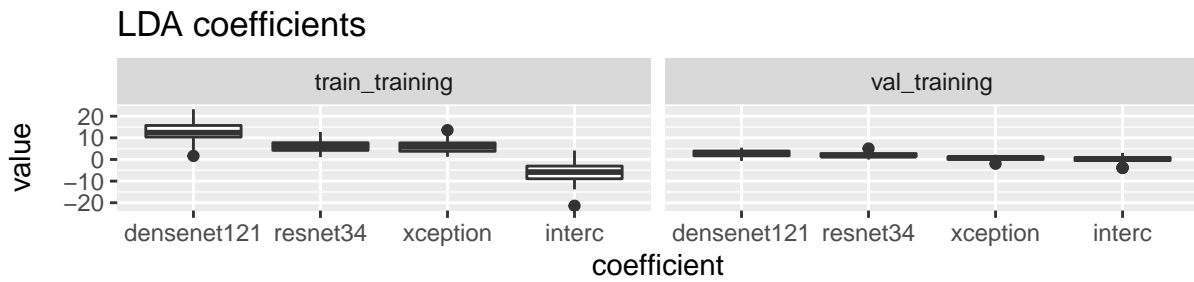 LDA coefficients
train_training val_training
value
20
10
0
−10
−20
densenet121 resnet34 xception interc densenet121 resnet34 xception interc
coefficient